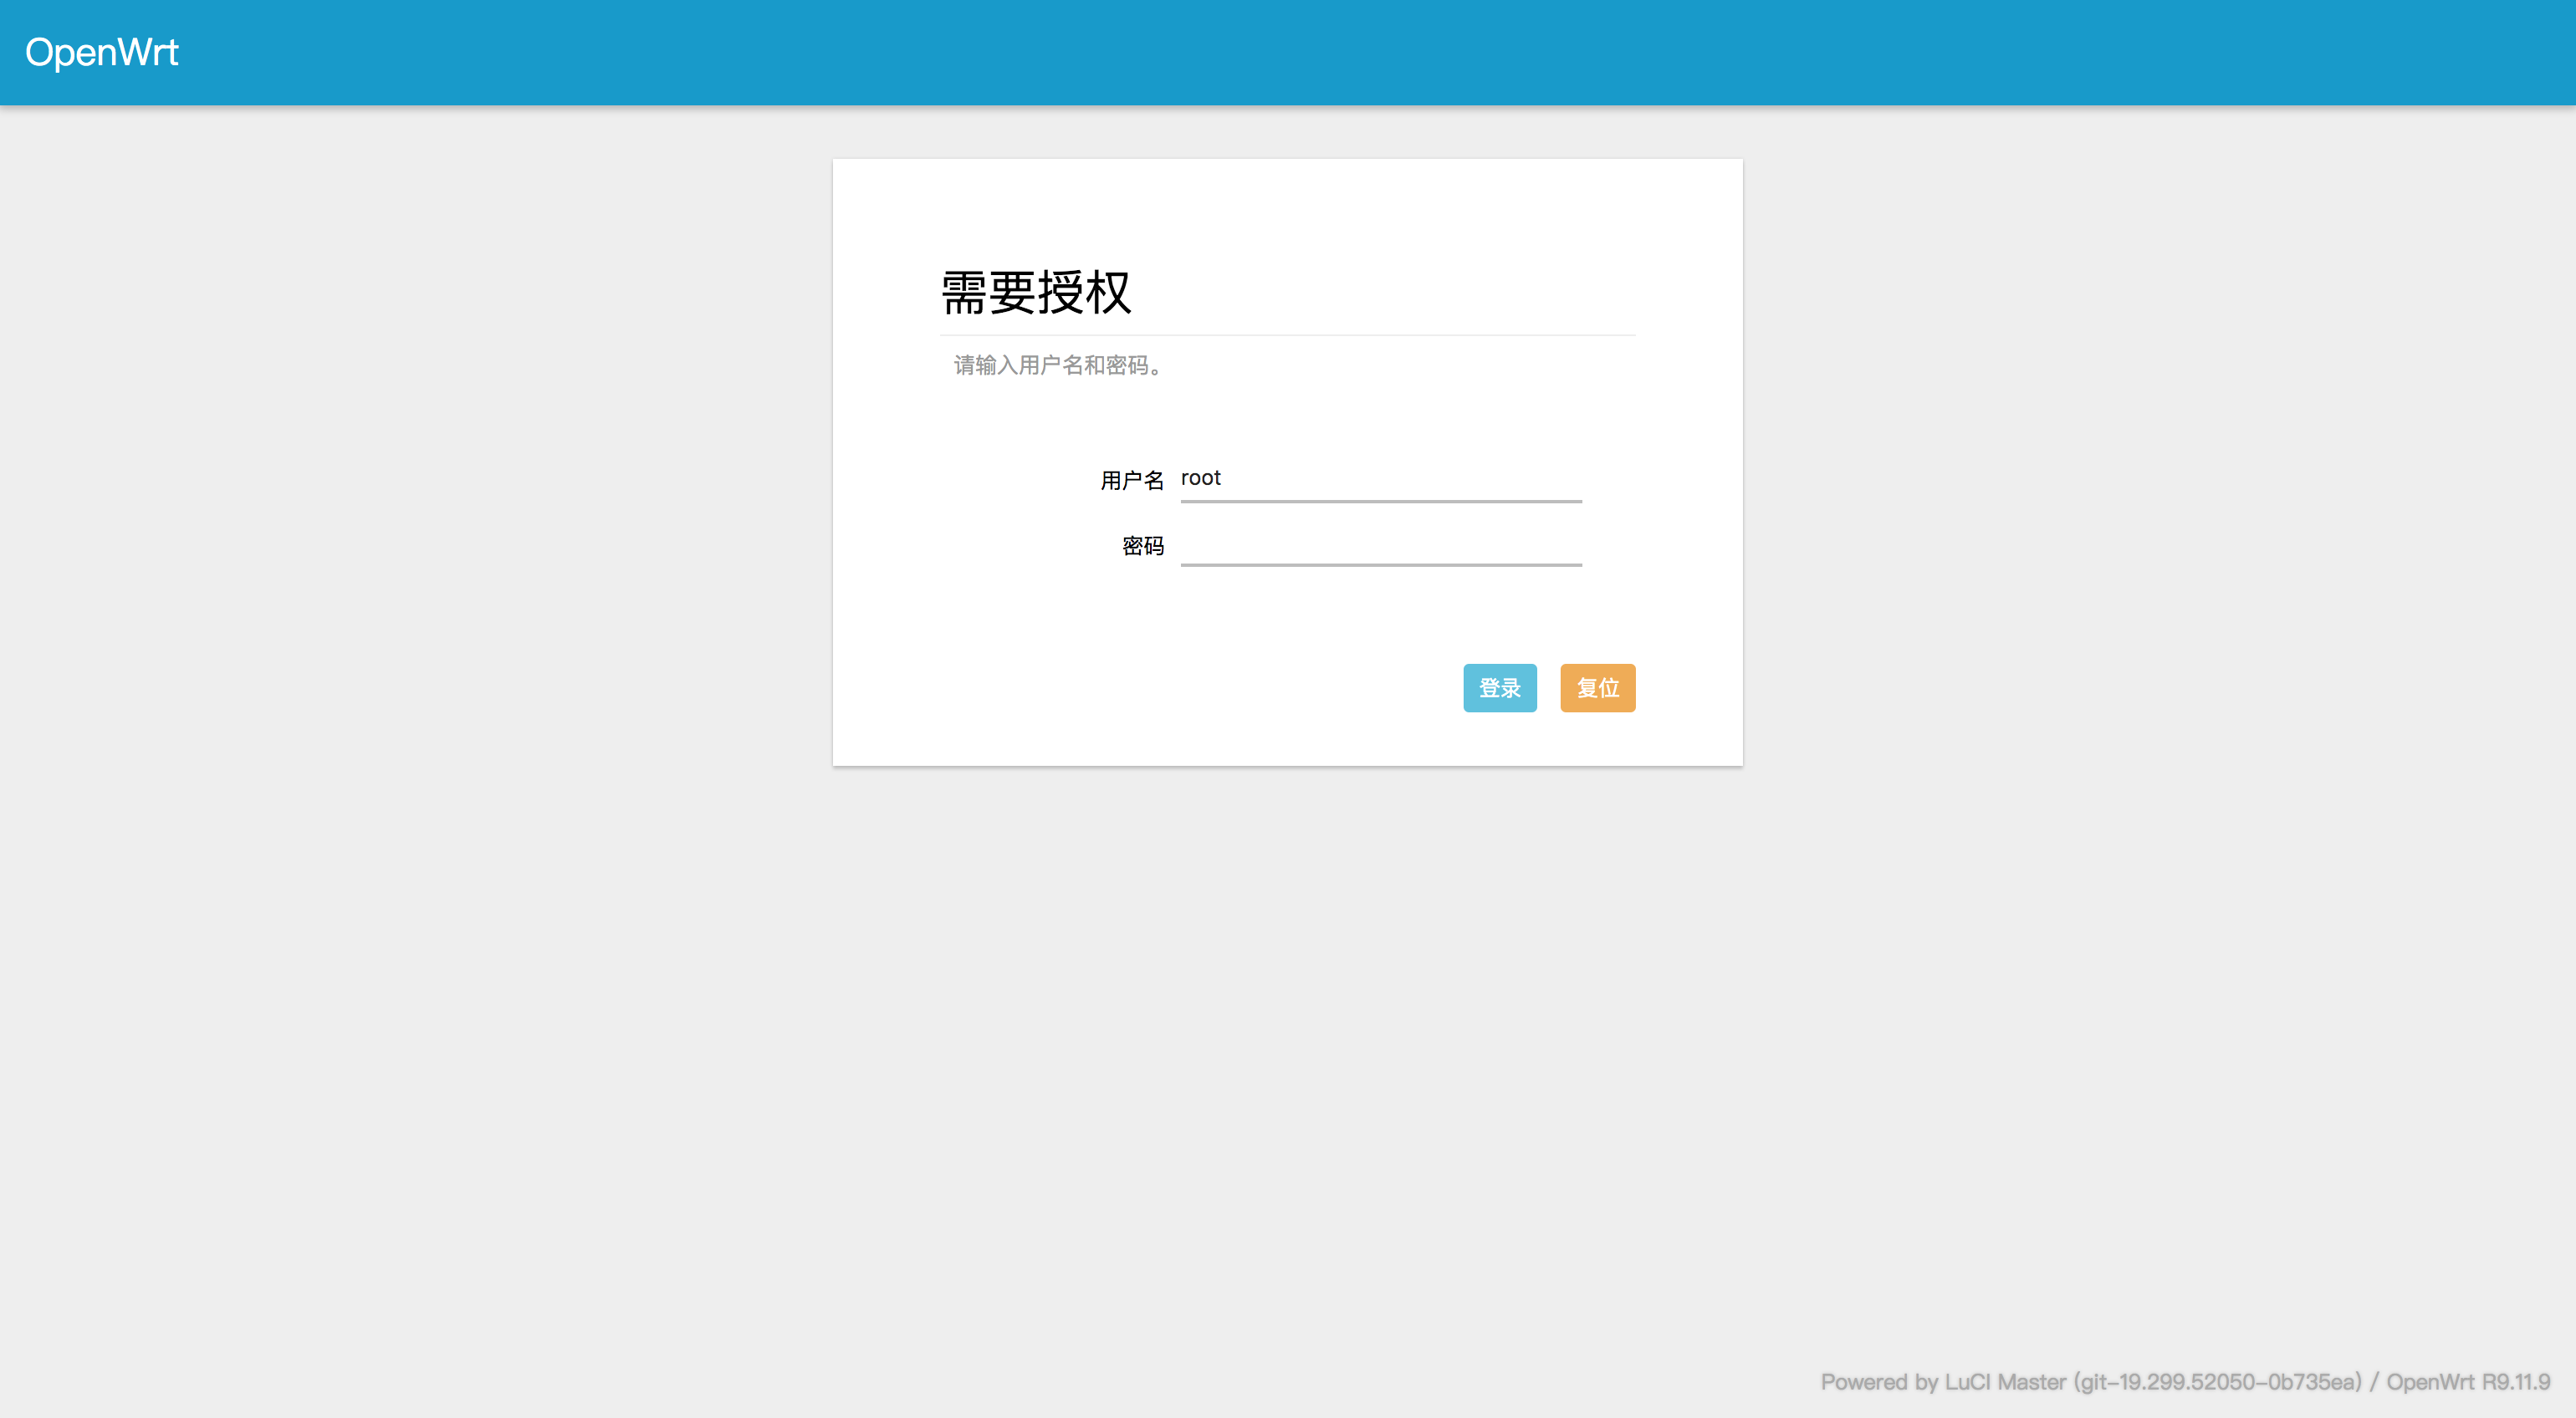 OpenWrt
需要授权
请输入用户名和密码。
用户名 root
密码
登录 复位
Powered by LuCI Master (git-19.299.52050-0b735ea) / OpenWrt R9.11.9